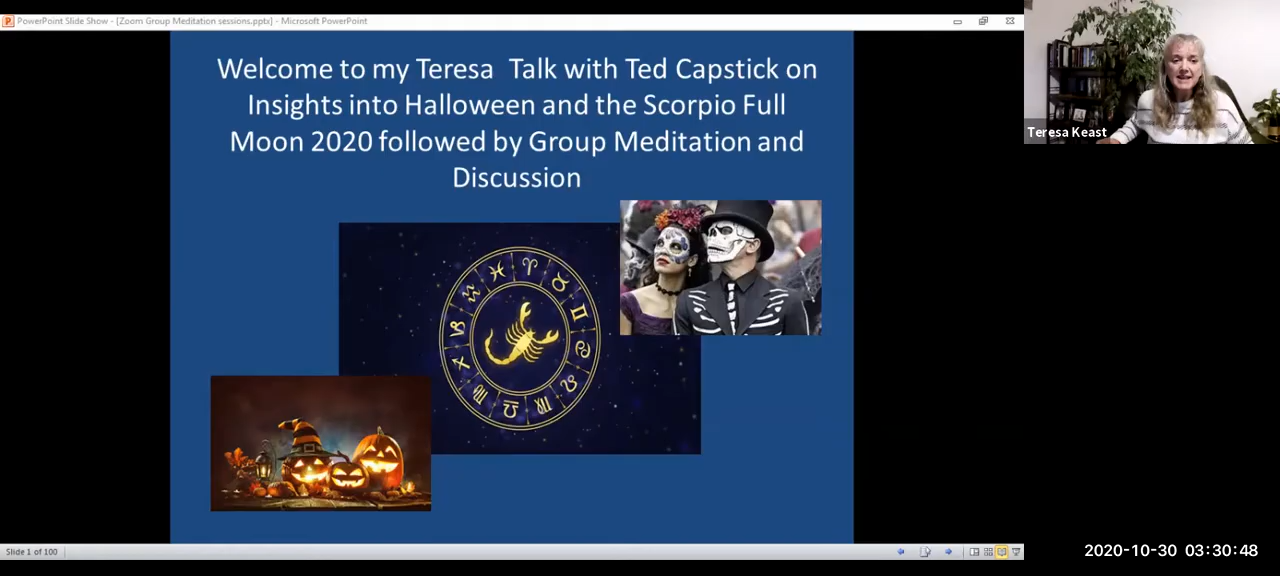 PowerPoint Slide Show - [Zoom Group Meditation sessions.pptx] - Microsoft PowerPoint
Welcome to my Teresa Talk with Ted Capstick on
Insights into Halloween and the Scorpio Full
Moon 2020 followed by Group Meditation and
Discussion
Teresa Keast
Slide 1 of 100
2020-10-30 03:30:48